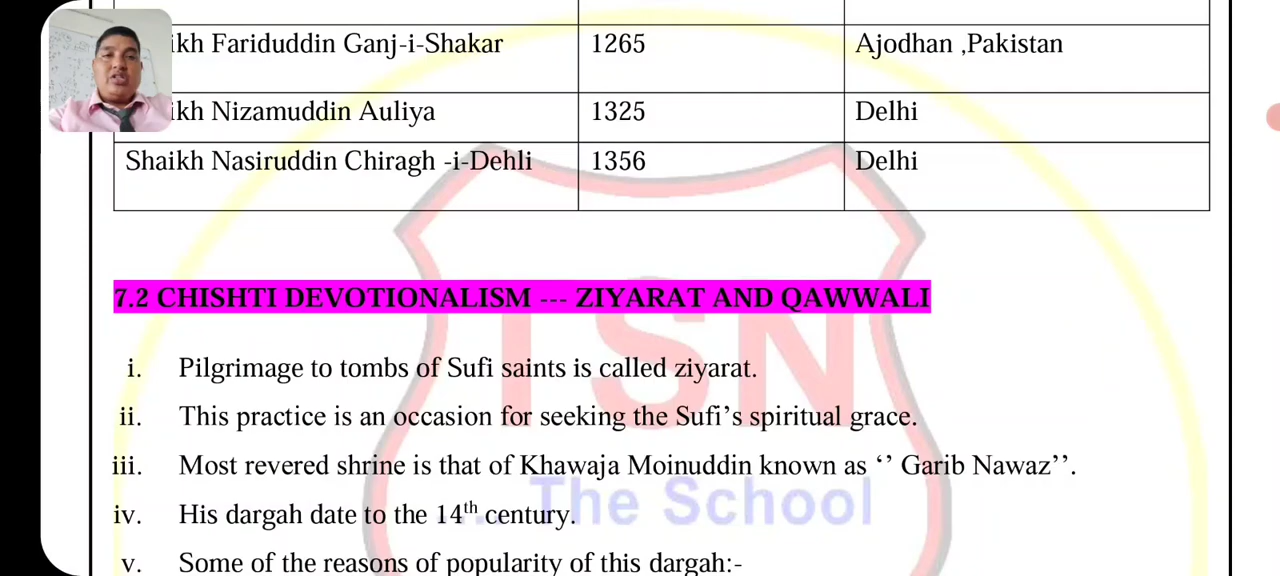 ikh Fariduddin Ganj-i-Shakar 1265 Ajodhan ,Pakistan
ikh Nizamuddin Auliya 1325 Delhi
Shaikh Nasiruddin Chiragh -i-Dehli 1356 Delhi
7.2 CHISHTI DEVOTIONALISM --- ZIYARAT AND QAWWALI
i. Pilgrimage to tombs of Sufi saints is called ziyarat.
ii. This practice is an occasion for seeking the Sufi’s spiritual grace.
iii. Most revered shrine is that of Khawaja Moinuddin known as ‘’ Garib Nawaz’’.
iv. His dargah date to the 14th century.
v. Some of the reasons of popularity of this dargah:-
ISN
... The School